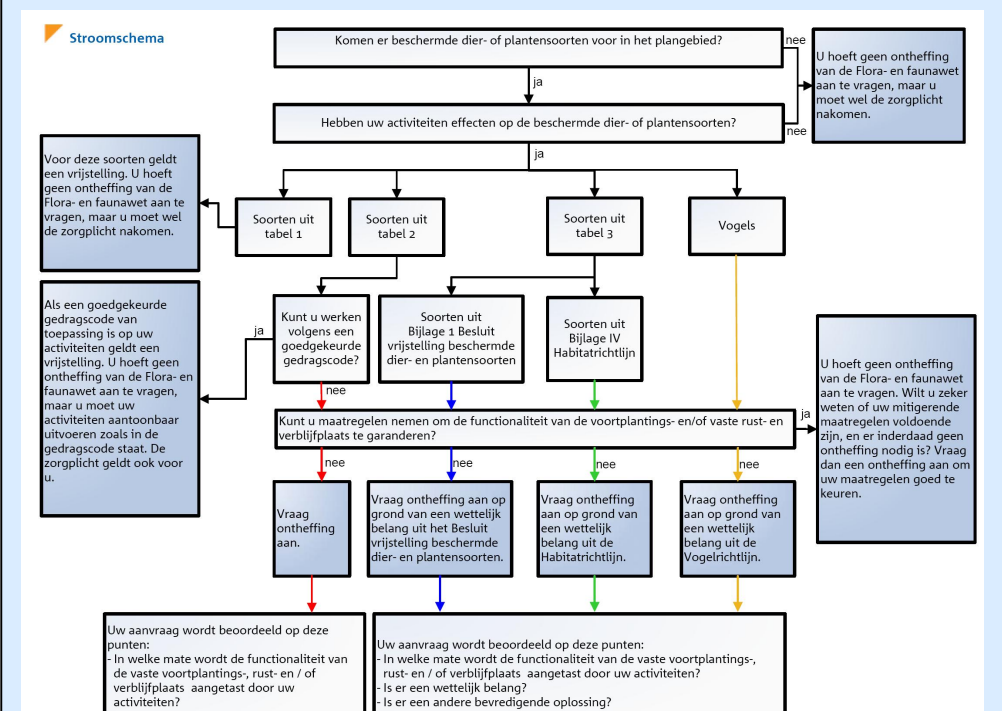 Stroomschema
Komen er beschermde dier- of plantensoorten voor in het plangebied?
nee
U hoeft geen ontheffing
van de Flora- en faunawet
aan te vragen, maar u
moet wel de zorgplicht
nakomen.
ja
Hebben uw activiteiten effecten op de beschermde dier- of plantensoorten?
nee
ja
Voor deze soorten geldt
een vrijstelling. U hoeft
geen ontheffing van de
Flora- en faunawet aan te
vragen, maar u moet wel
de zorgplicht nakomen.
Soorten uit
tabel 1
Soorten uit
tabel 2
Soorten uit
tabel 3
Vogels
Als een goedgekeurde
gedragscode van
toepassing is op uw
activiteiten geldt een
vrijstelling. U hoeft geen
ontheffing van de Flora- en
faunawet aan te vragen,
maar u moet uw
activiteiten aantoonbaar
uitvoeren zoals in de
gedragscode staat. De
zorgplicht geldt ook voor
u.
ja
Kunt u werken
volgens een
goedgekeurde
gedragscode?
Soorten uit
Bijlage 1 Besluit
vrijstelling beschermde
dier- en plantensoorten
Soorten uit
Bijlage IV
Habitatrichtlijn
nee
Kunt u maatregelen nemen om de functionaliteit van de voortplantings- en/of vaste rust- en
verblijfplaats te garanderen?
ja
U hoeft geen ontheffing
van de Flora- en faunawet
aan te vragen. Wilt u zeker
weten of uw mitigerende
maatregelen voldoende
zijn, en er inderdaad geen
ontheffing nodig is? Vraag
dan een ontheffing aan om
uw maatregelen goed te
keuren.
nee
nee
nee
nee
Vraag
ontheffing
aan.
Vraag ontheffing aan op
grond van een wettelijk
belang uit het Besluit
vrijstelling beschermde
dier- en plantensoorten.
Vraag ontheffing
aan op grond van
een wettelijk
belang uit de
Habitatrichtlijn.
Vraag ontheffing
aan op grond van
een wettelijk
belang uit de
Vogelrichtlijn.
Uw aanvraag wordt beoordeeld op deze
punten:
- In welke mate wordt de functionaliteit van
de vaste voortplantings-, rust- en / of
verblijfplaats aangetast door uw
activiteiten?
Uw aanvraag wordt beoordeeld op deze punten:
- In welke mate wordt de functionaliteit van de vaste voortplantings-,
rust- en / of verblijfplaats aangetast door uw activiteiten?
- Is er een wettelijk belang?
- Is er een andere bevredigende oplossing?